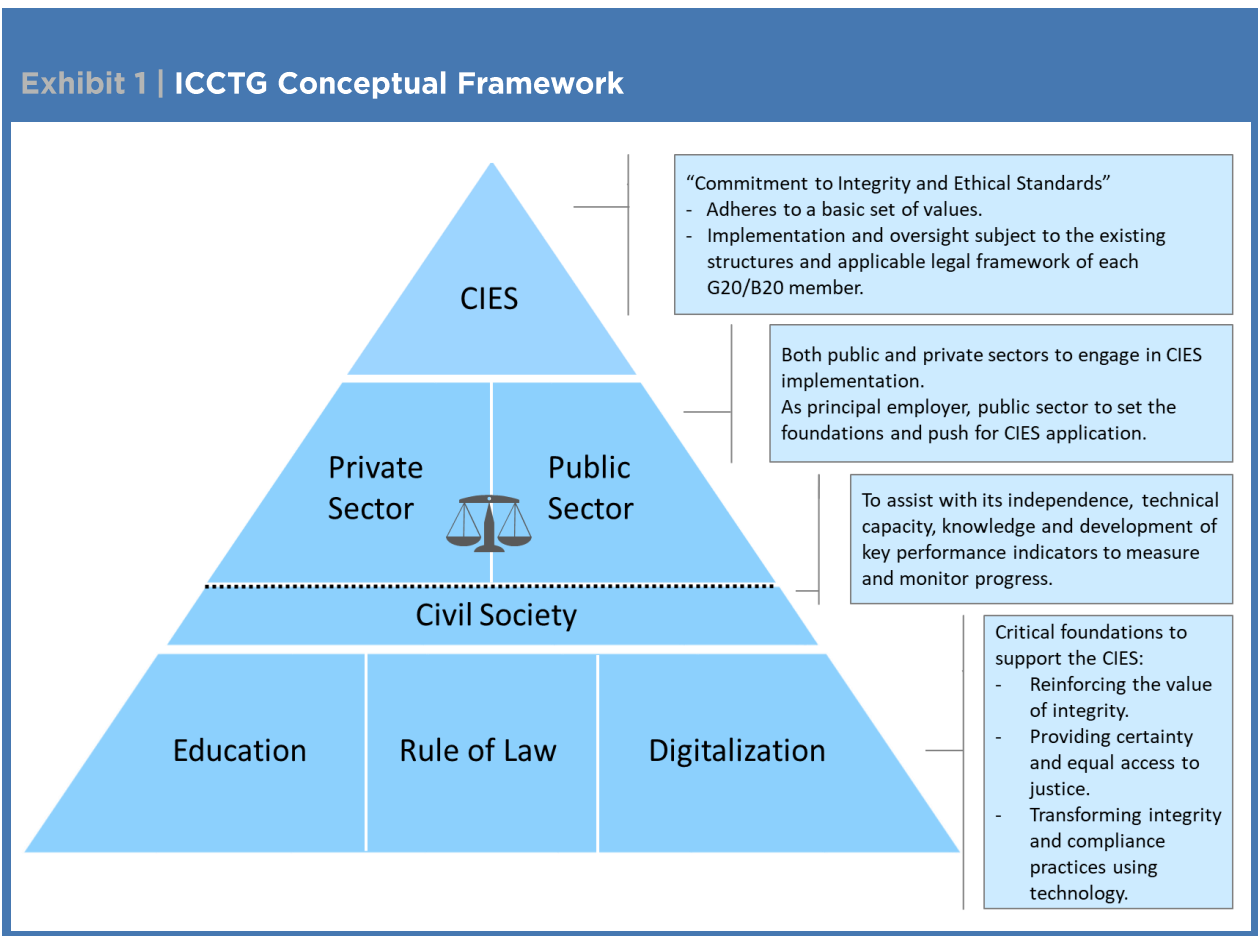 Exhibit 1 | ICCTG Conceptual Framework
CIES
“Commitment to Integrity and Ethical Standards”
- Adheres to a basic set of values.
- Implementation and oversight subject to the existing
structures and applicable legal framework of each
G20/B20 member.
Private
Sector
Public
Sector
Both public and private sectors to engage in CIES
implementation.
As principal employer, public sector to set the
foundations and push for CIES application.
Civil Society
To assist with its independence, technical
capacity, knowledge and development of
key performance indicators to measure
and monitor progress.
Education
Rule of Law
Digitalization
Critical foundations to
support the CIES:
- Reinforcing the value
of integrity.
- Providing certainty
and equal access to
justice.
- Transforming integrity
and compliance
practices using
technology.